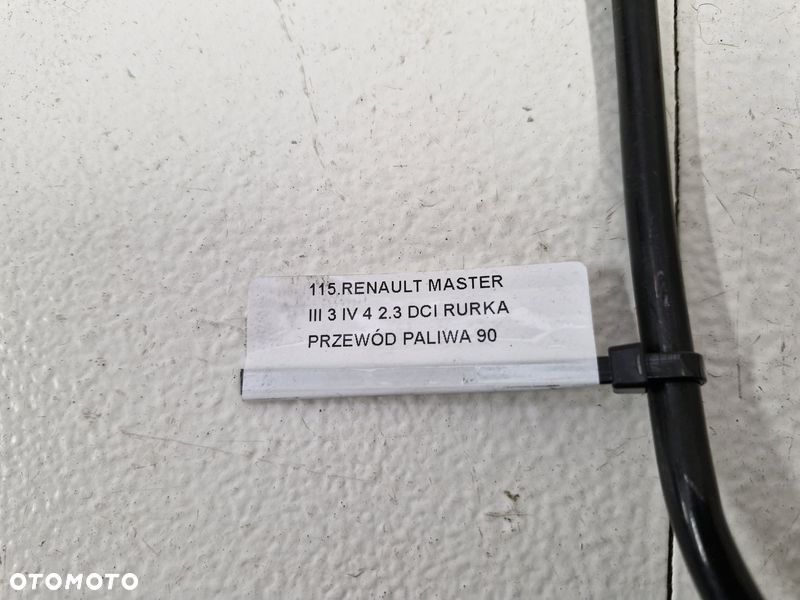 115.RENAULT MASTER
III 3 IV 4 2.3 DCI RURKA
PRZEWÓD PALIWA 90
OTOMOTO